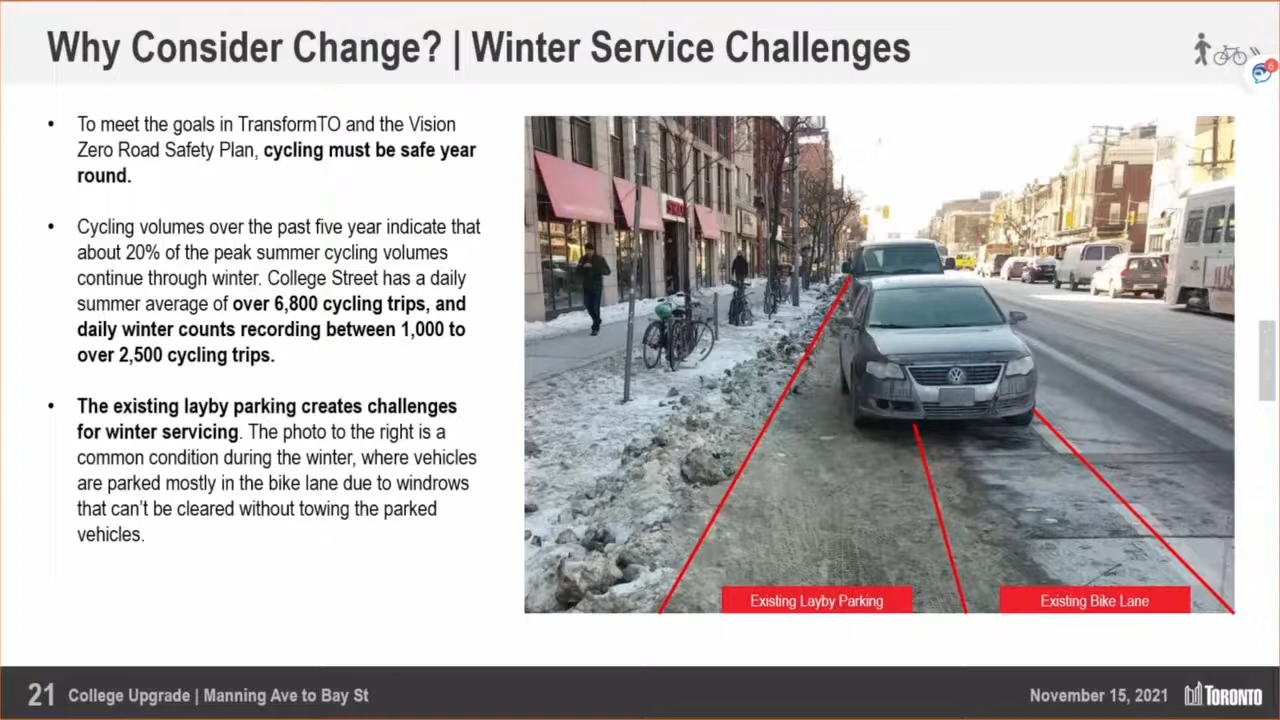 Why Consider Change? | Winter Service Challenges
6
• To meet the goals in TransformTO and the Vision
Zero Road Safety Plan, cycling must be safe year
round.
• Cycling volumes over the past five year indicate that
about 20% of the peak summer cycling volumes
continue through winter. College Street has a daily
summer average of over 6,800 cycling trips, and
daily winter counts recording between 1,000 to
over 2,500 cycling trips.
• The existing layby parking creates challenges
for winter servicing. The photo to the right is a
common condition during the winter, where vehicles
are parked mostly in the bike lane due to windrows
that can't be cleared without towing the parked
vehicles.
Existing Layby Parking
Existing Bike Lane
21 College Upgrade | Manning Ave to Bay St
November 15, 2021
TORONTO